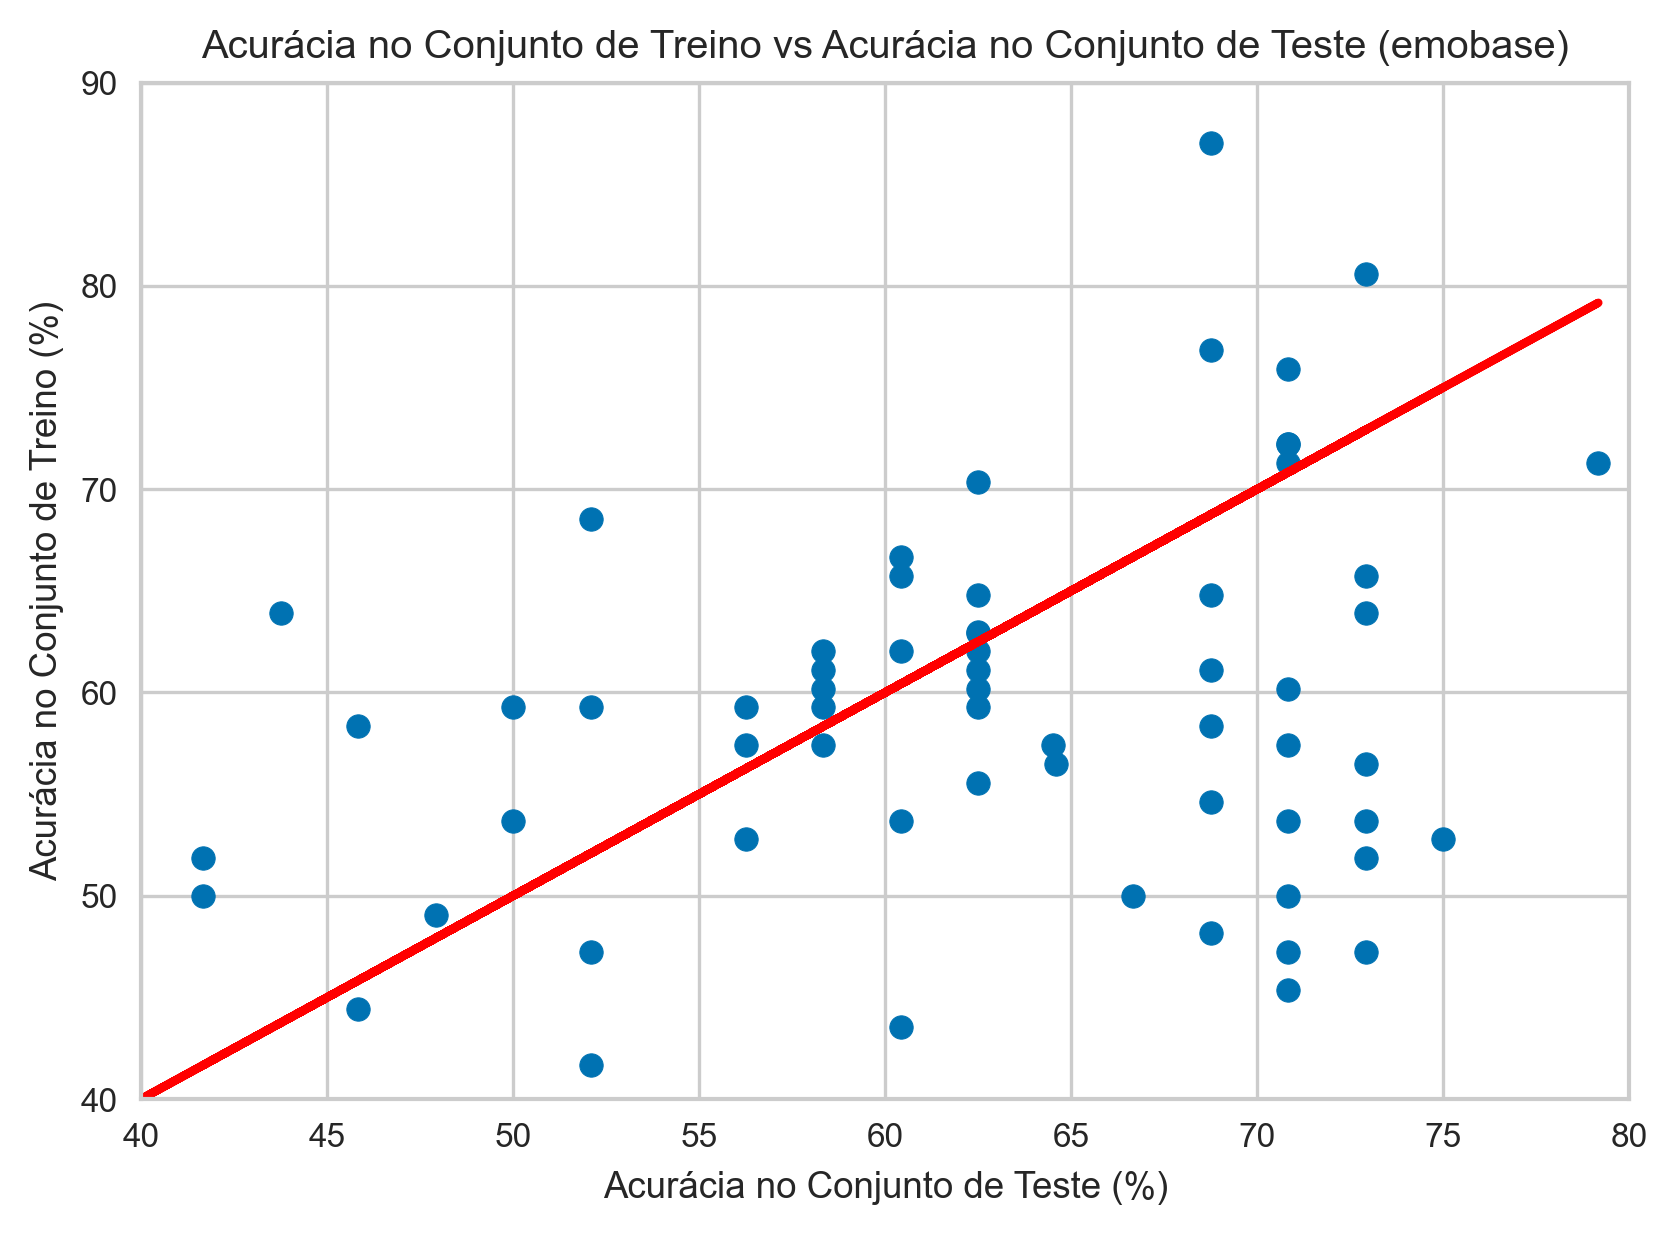 Acurácia no Conjunto de Treino vs Acurácia no Conjunto de Teste (emobase)
Acurácia no Conjunto de Treino (%)
90
80
70
60
50
40
40 45 50 55 60 65 70 75 80
Acurácia no Conjunto de Teste (%)